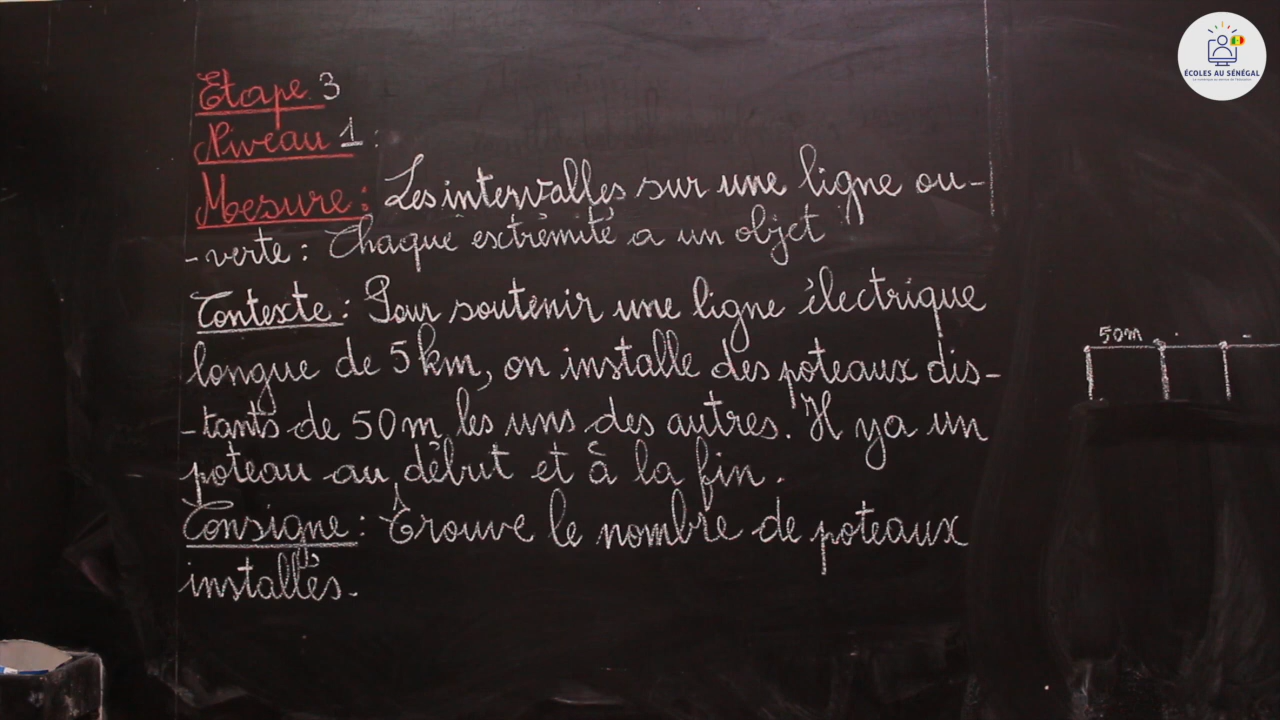 Etape 3
Niveau 1 :
Mesure : Les intervalles sur une ligne ou-
-verte : Chaque extrêmité a un objet
Contexte : Pour soutenir une ligne électrique
longue de 5 km, on installe des poteaux dis-
-tants de 50 m les uns des autres. Il y a un
poteau au début et à la fin.
Consigne : Trouve le nombre de poteaux
installés.
50m
ÉCOLES AU SÉNÉGAL